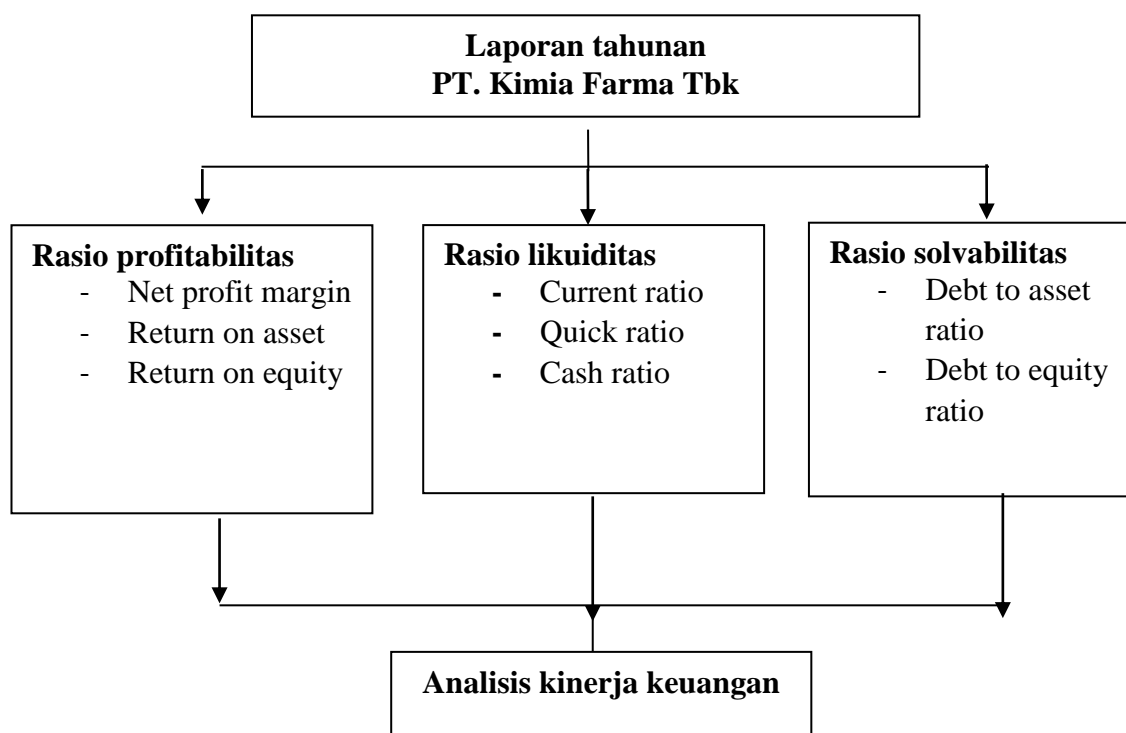 Laporan tahunan
PT. Kimia Farma Tbk
Rasio profitabilitas
- Net profit margin
- Return on asset
- Return on equity
Rasio likuiditas
- Current ratio
- Quick ratio
- Cash ratio
Rasio solvabilitas
- Debt to asset
ratio
- Debt to equity
ratio
Analisis kinerja keuangan